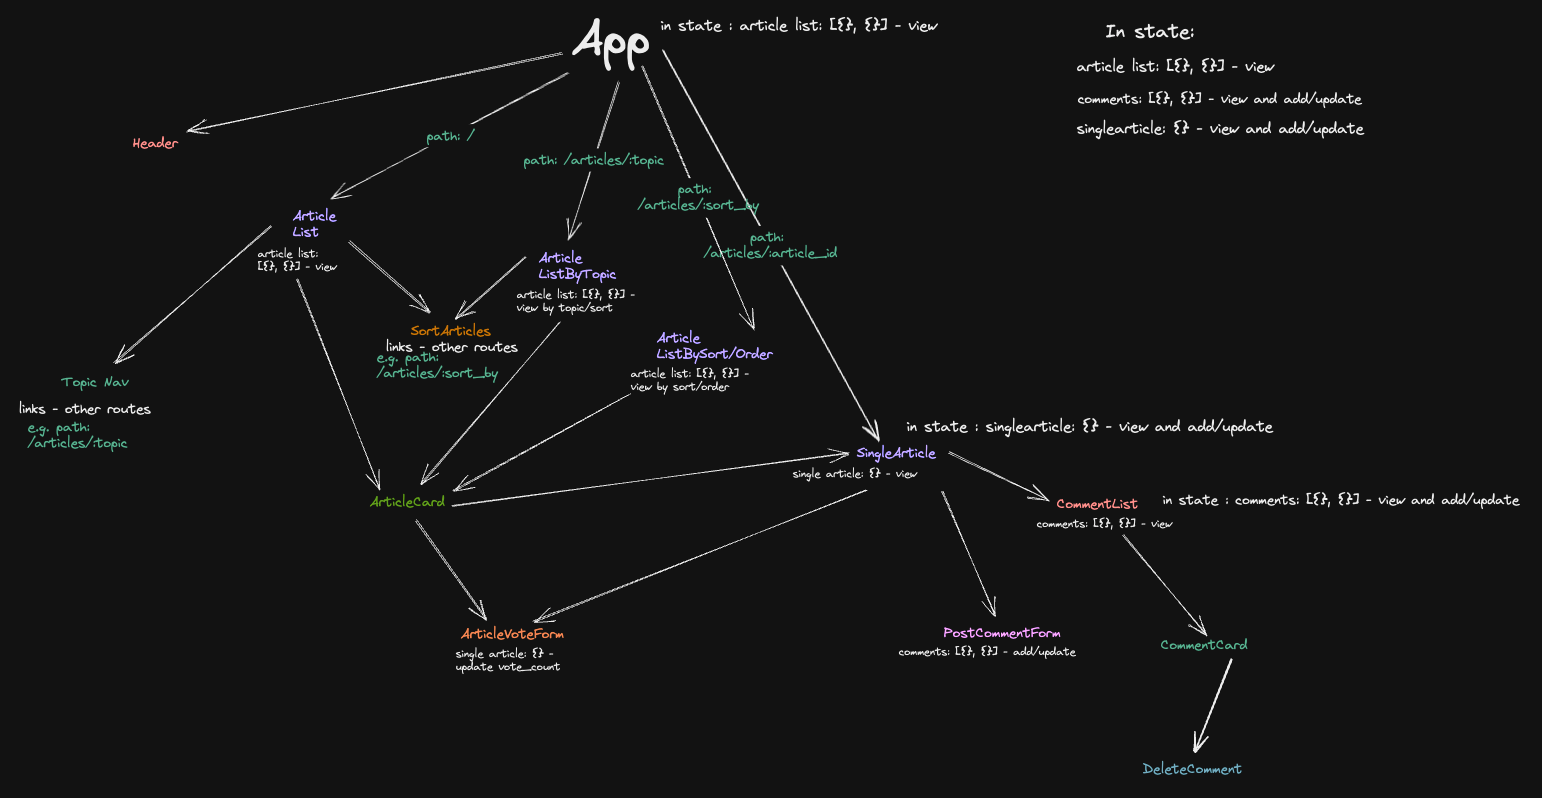 App
in state : article list: [{}, {}] - view
In state:
article list: [{}, {}] - view
comments: [{}, {}] - view and add/update
singlearticle: {} - view and add/update
Header
path: /
path: /articles/:topic
path:
/articles/:sort_by
path:
/articles/:article_id
Article
List
article list:
[{}, {}] - view
Article
ListByTopic
article list: [{}, {}] -
view by topic/sort
SortArticles
links - other routes
e.g. path:
/articles/:sort_by
Article
ListBySort/Order
article list: [{}, {}] -
view by sort/order
Topic Nav
links - other routes
e.g. path:
/articles/:topic
in state : singlearticle: {} - view and add/update
SingleArticle
single article: {} - view
ArticleCard
CommentList
in state : comments: [{}, {}] - view and add/update
comments: [{}, {}] - view
ArticleVoteForm
single article: {} -
update vote_count
PostCommentForm
comments: [{}, {}] - add/update
CommentCard
DeleteComment